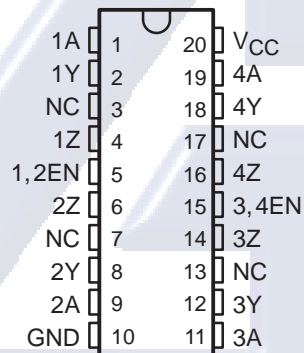 1A 1 20 VCC
1Y 2 19 4A
NC 3 18 4Y
1Z 4 17 NC
1,2EN 5 16 4Z
2Z 6 15 3,4EN
NC 7 14 3Z
2Y 8 13 NC
2A 9 12 3Y
GND 10 11 3A